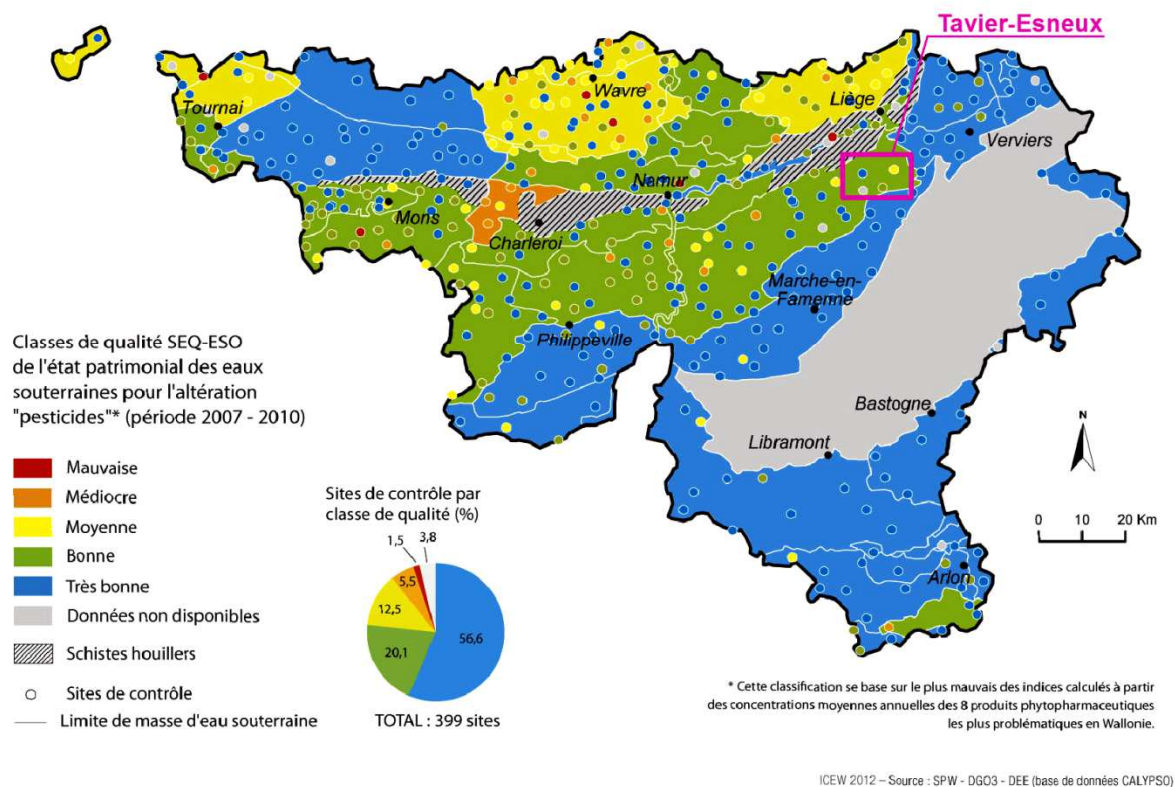 Tavier-Esneux
Wavre
Liège
Tournai
Verviers
Namur
Mons
Charleroi
Marche-en-
Famenne
Philippeville
Bastogne
Libramont
Arlon
N
0 10 20 Km
Classes de qualité SEQ-ESO
de l'état patrimonial des eaux
souterraines pour l'altération
"pesticides"* (période 2007 - 2010)
Mauvaise
Médiocre
Moyenne
Bonne
Très bonne
Données non disponibles
Schistes houillers
Sites de contrôle
Limite de masse d'eau souterraine
Sites de contrôle par
classe de qualité (%)
1,5
3,8
5,5
12,5
56,6
20,1
TOTAL : 399 sites
* Cette classification se base sur le plus mauvais des indices calculés à partir
des concentrations moyennes annuelles des 8 produits phytopharmaceutiques
les plus problématiques en Wallonie.
ICEW 2012 – Source : SPW - DGO3 - DEE (base de données CALYPSO)